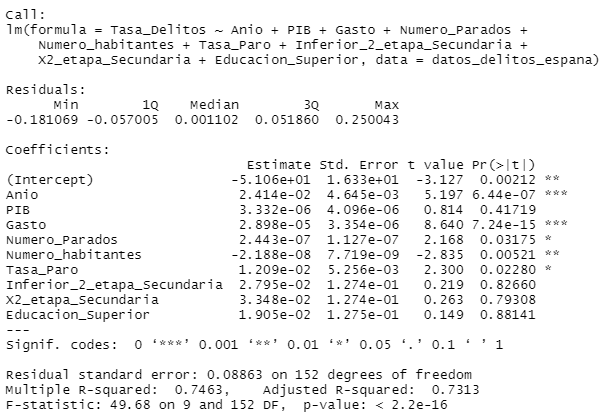 Call:
lm(formula = Tasa_Delitos ~ Anio + PIB + Gasto + Numero_Parados +
    Numero_habitantes + Tasa_Paro + Inferior_2_etapa_Secundaria +
    X2_etapa_Secundaria + Educacion_Superior, data = datos_delitos_espana)
Residuals:
      Min        1Q    Median        3Q       Max
-0.181069 -0.057005  0.001102  0.051860  0.250043
Coefficients:
                              Estimate Std. Error t value Pr(>|t|)
(Intercept)                 -5.106e+01  1.633e+01  -3.127  0.00212 **
Anio                         2.414e-02  4.645e-03   5.197 6.44e-07 ***
PIB                          3.332e-06  4.096e-06   0.814  0.41719
Gasto                        2.898e-05  3.354e-06   8.640 7.24e-15 ***
Numero_Parados               2.443e-07  1.127e-07   2.168  0.03175 *
Numero_habitantes           -2.188e-08  7.719e-09  -2.835  0.00521 **
Tasa_Paro                    1.209e-02  5.256e-03   2.300  0.02280 *
Inferior_2_etapa_Secundaria  2.795e-02  1.274e-01   0.219  0.82660
X2_etapa_Secundaria          3.348e-02  1.274e-01   0.263  0.79308
Educacion_Superior           1.905e-02  1.275e-01   0.149  0.88141
---
Signif. codes:  0 ‘***’ 0.001 ‘**’ 0.01 ‘*’ 0.05 ‘.’ 0.1 ‘ ’ 1
Residual standard error: 0.08863 on 152 degrees of freedom
Multiple R-squared:  0.7463,    Adjusted R-squared:  0.7313
F-statistic: 49.68 on 9 and 152 DF,  p-value: < 2.2e-16